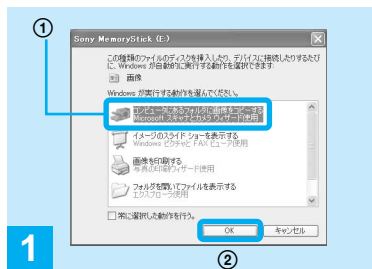 ①
Sony MemoryStick (E:)
この種類のファイルのディスクを挿入したり、デバイスに接続したりするたび
に、Windows が自動的に実行する動作を選択できます:
画像
Windows が実行する動作を選んでください。
コンピュータにあるフォルダに画像をコピーする
Microsoft スキャナとカメラ ウィザード使用
イメージのスライド ショーを表示する
Windows ピクチャと FAX ビューア使用
画像を印刷する
写真の印刷ウィザード使用
フォルダを開いてファイルを表示する
エクスプローラ使用
常に選択した動作を行う。
OK
キャンセル
1
②